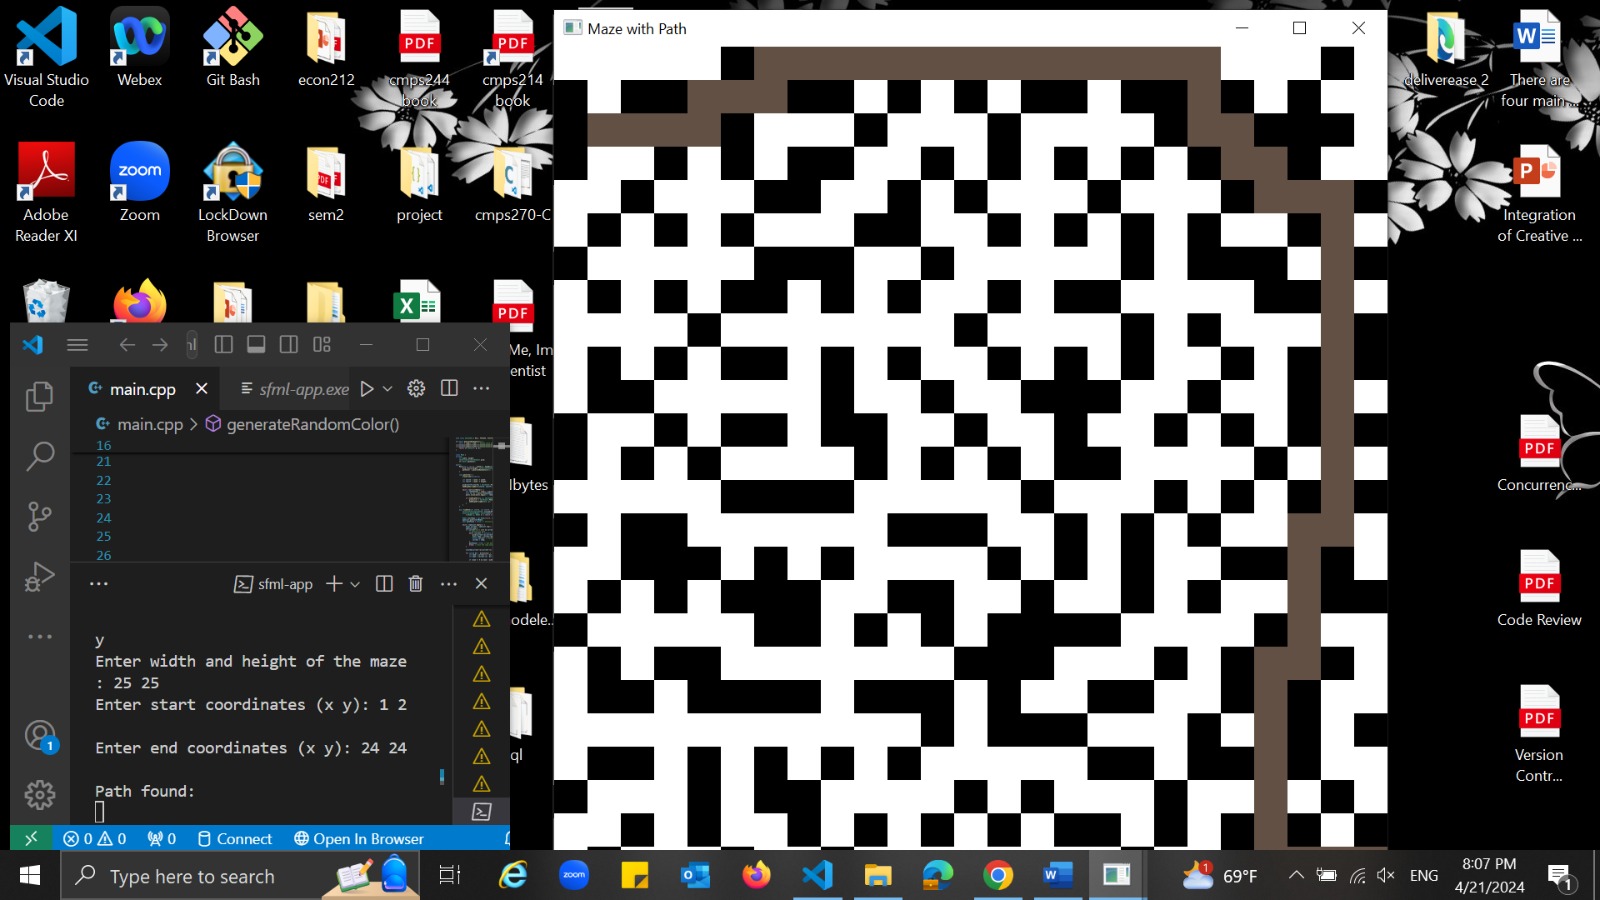 Visual Studio
Code
Webex
Git Bash
econ212
PDF
cmps244
book
PDF
cmps214
book
Adobe
Reader XI
zoom
Zoom
LockDown
Browser
PDF
sem2
project
C
cmps270-C
X
PDF
Me, Im
entist
lbytes
odele..
ql
main.cpp
sfml-app.exe
main.cpp
generateRandomColor()
16
21
22
23
24
25
26
sfml-app
y
Enter width and height of the maze
: 25 25
Enter start coordinates (x y): 1 2
Enter end coordinates (x y): 24 24
Path found:
1
0
0
0
Connect
Open In Browser
Maze with Path
deliverease 2
W
There are
four main ...
P
Integration
of Creative ...
PDF
Concurrenc...
PDF
Code Review
PDF
Version
Contr...
Type here to search
zoom
1
69°F
ENG
8:07 PM
4/21/2024
1